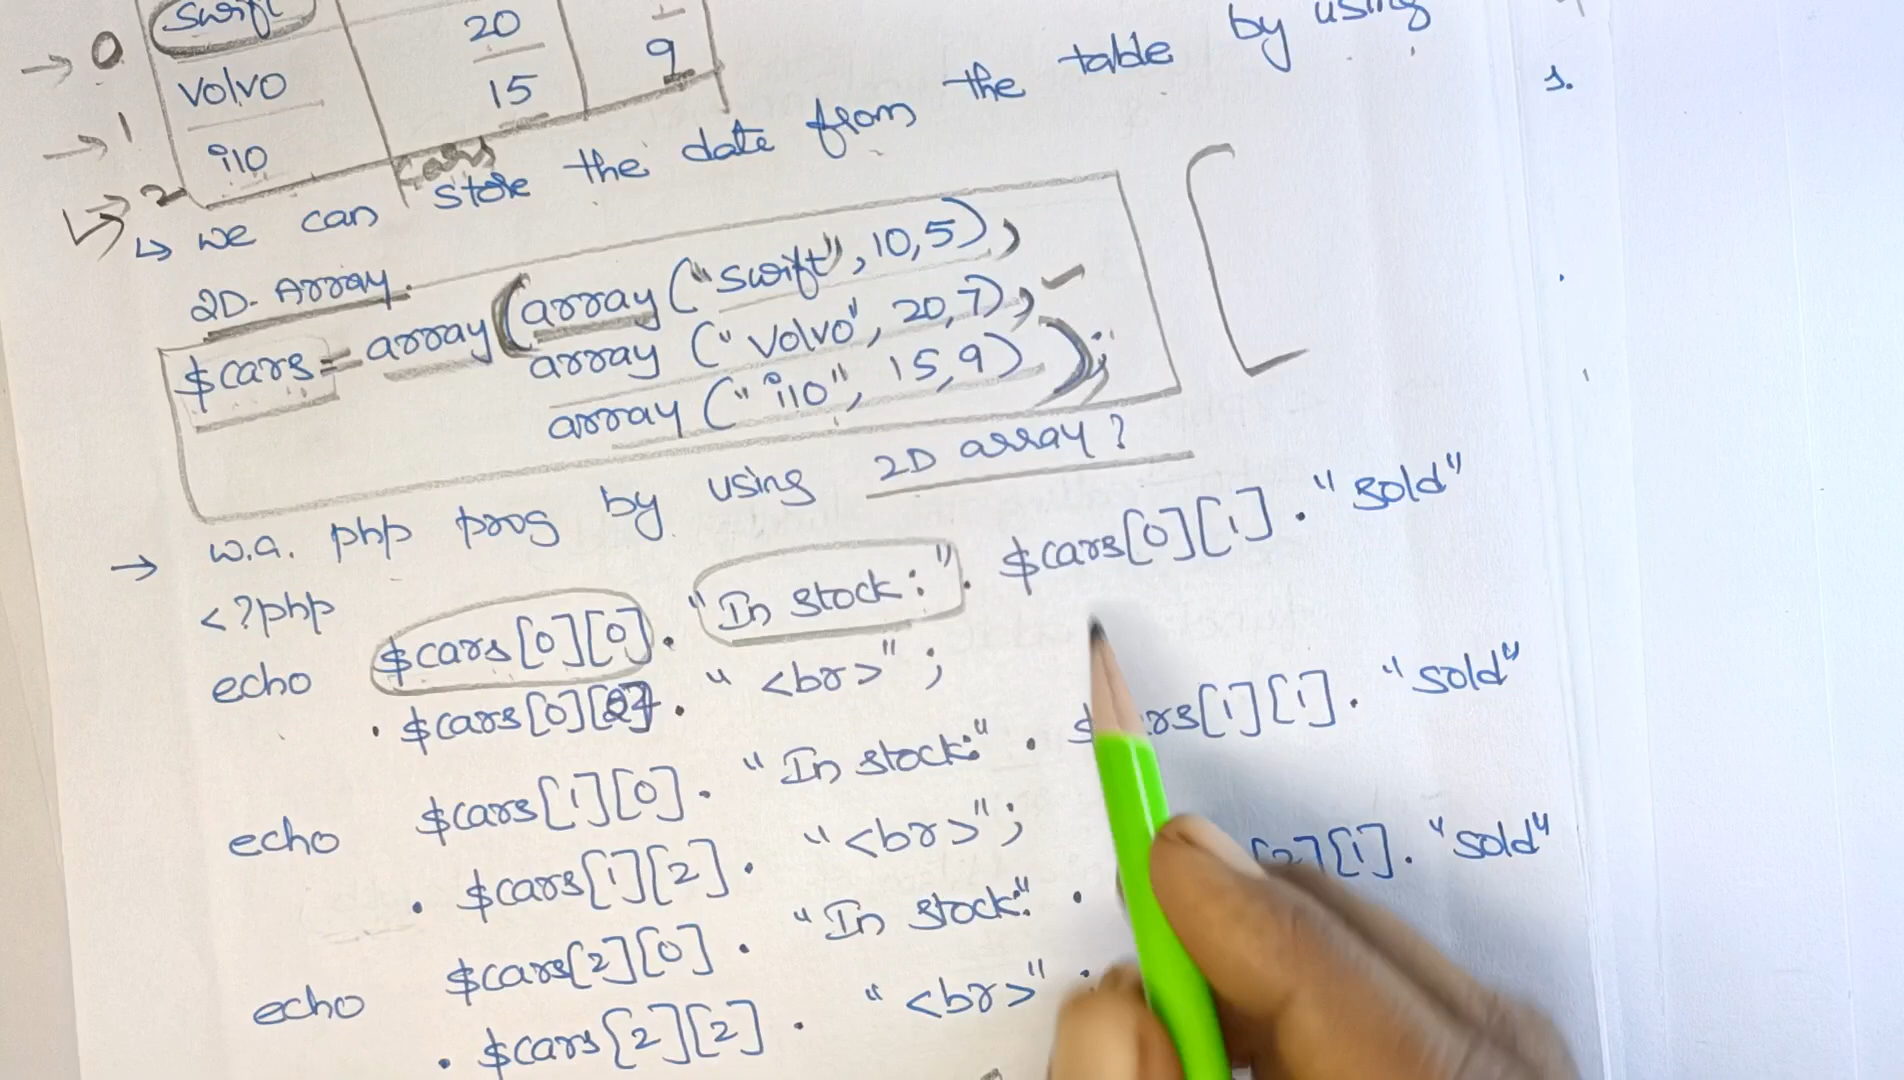 Swift 20
→ 0 Volvo 15 9
→ 1 i10
→ 2
↳ we can store the date from the table by using
2D-Array.
$cars = array(array("swift", 10,5),
array ("Volvo", 20,7),
array ("i10", 15,9) );
→ w.a. php prog by using 2D array?
<?php
echo $cars[0][0]. "In stock:". $cars[0][1]. "sold"
. $cars[0][2]. "<br>";
echo $cars[1][0]. "In stock:". $cars[1][1]. "sold"
. $cars[1][2]. "<br>";
echo $cars[2][0]. "In stock:". [2][1]. "sold"
. $cars[2][2]. "<br>"
1.